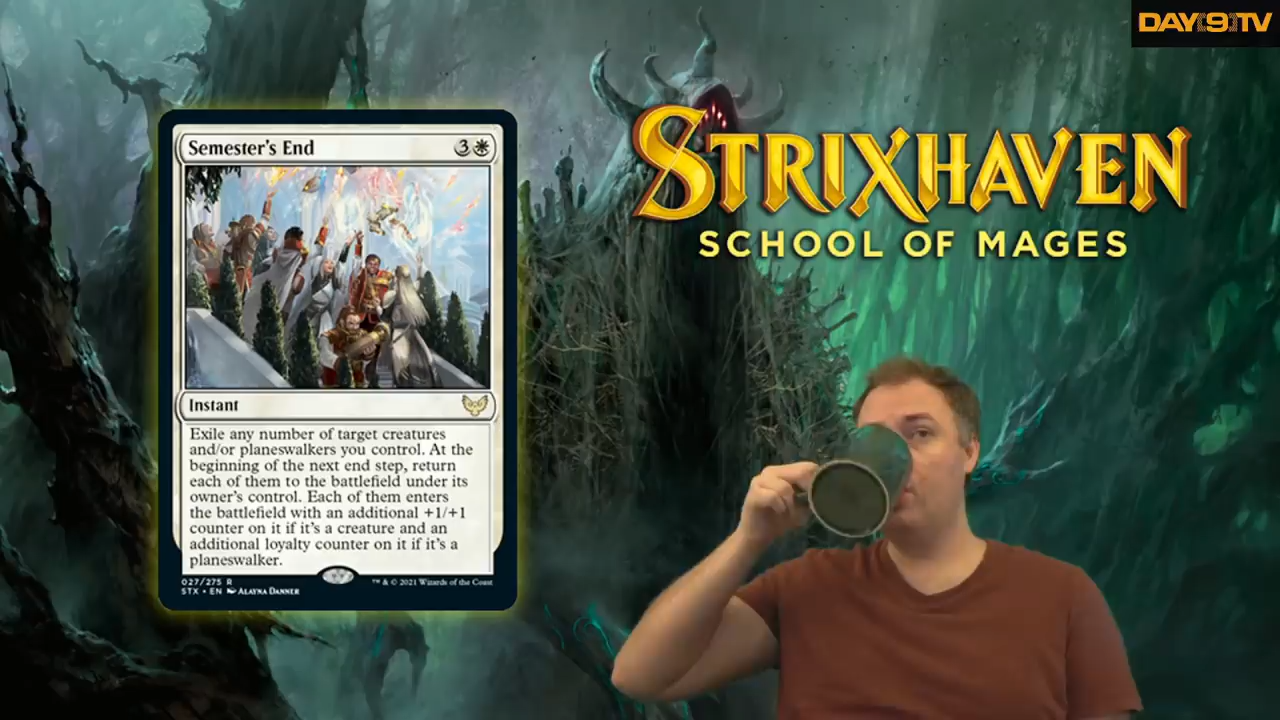 DAY[9]TV
Semester's End
3
STRIXHAVEN
SCHOOL OF MAGES
Instant
Exile any number of target creatures
and/or planeswalkers you control. At the
beginning of the next end step, return
each of them to the battlefield under its
owner's control. Each of them enters
the battlefield with an additional +1/+1
counter on it if it's a creature and an
additional loyalty counter on it if it's a
planeswalker.
027/275 R
STX • EN ALAYNA DANNER
™ & © 2021 Wizards of the Coast